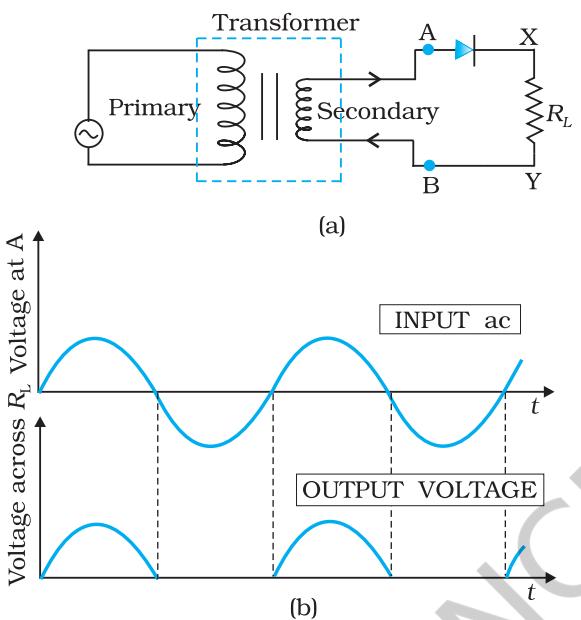 Transformer
A
X
Primary
Secondary
R_L
B
Y
(a)
Voltage at A
INPUT ac
t
Voltage across R_L
OUTPUT VOLTAGE
t
(b)